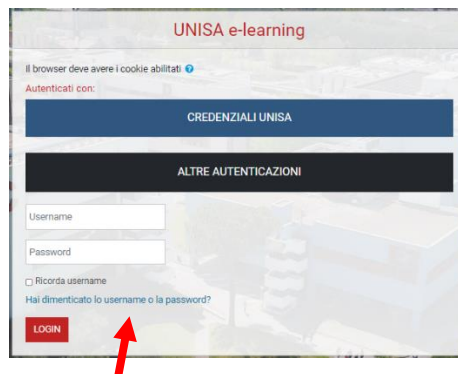 UNISA e-learning
Il browser deve avere i cookie abilitati
Autenticati con:
CREDENZIALI UNISA
ALTRE AUTENTICAZIONI
Username
Password
Ricorda username
Hai dimenticato lo username o la password?
LOGIN